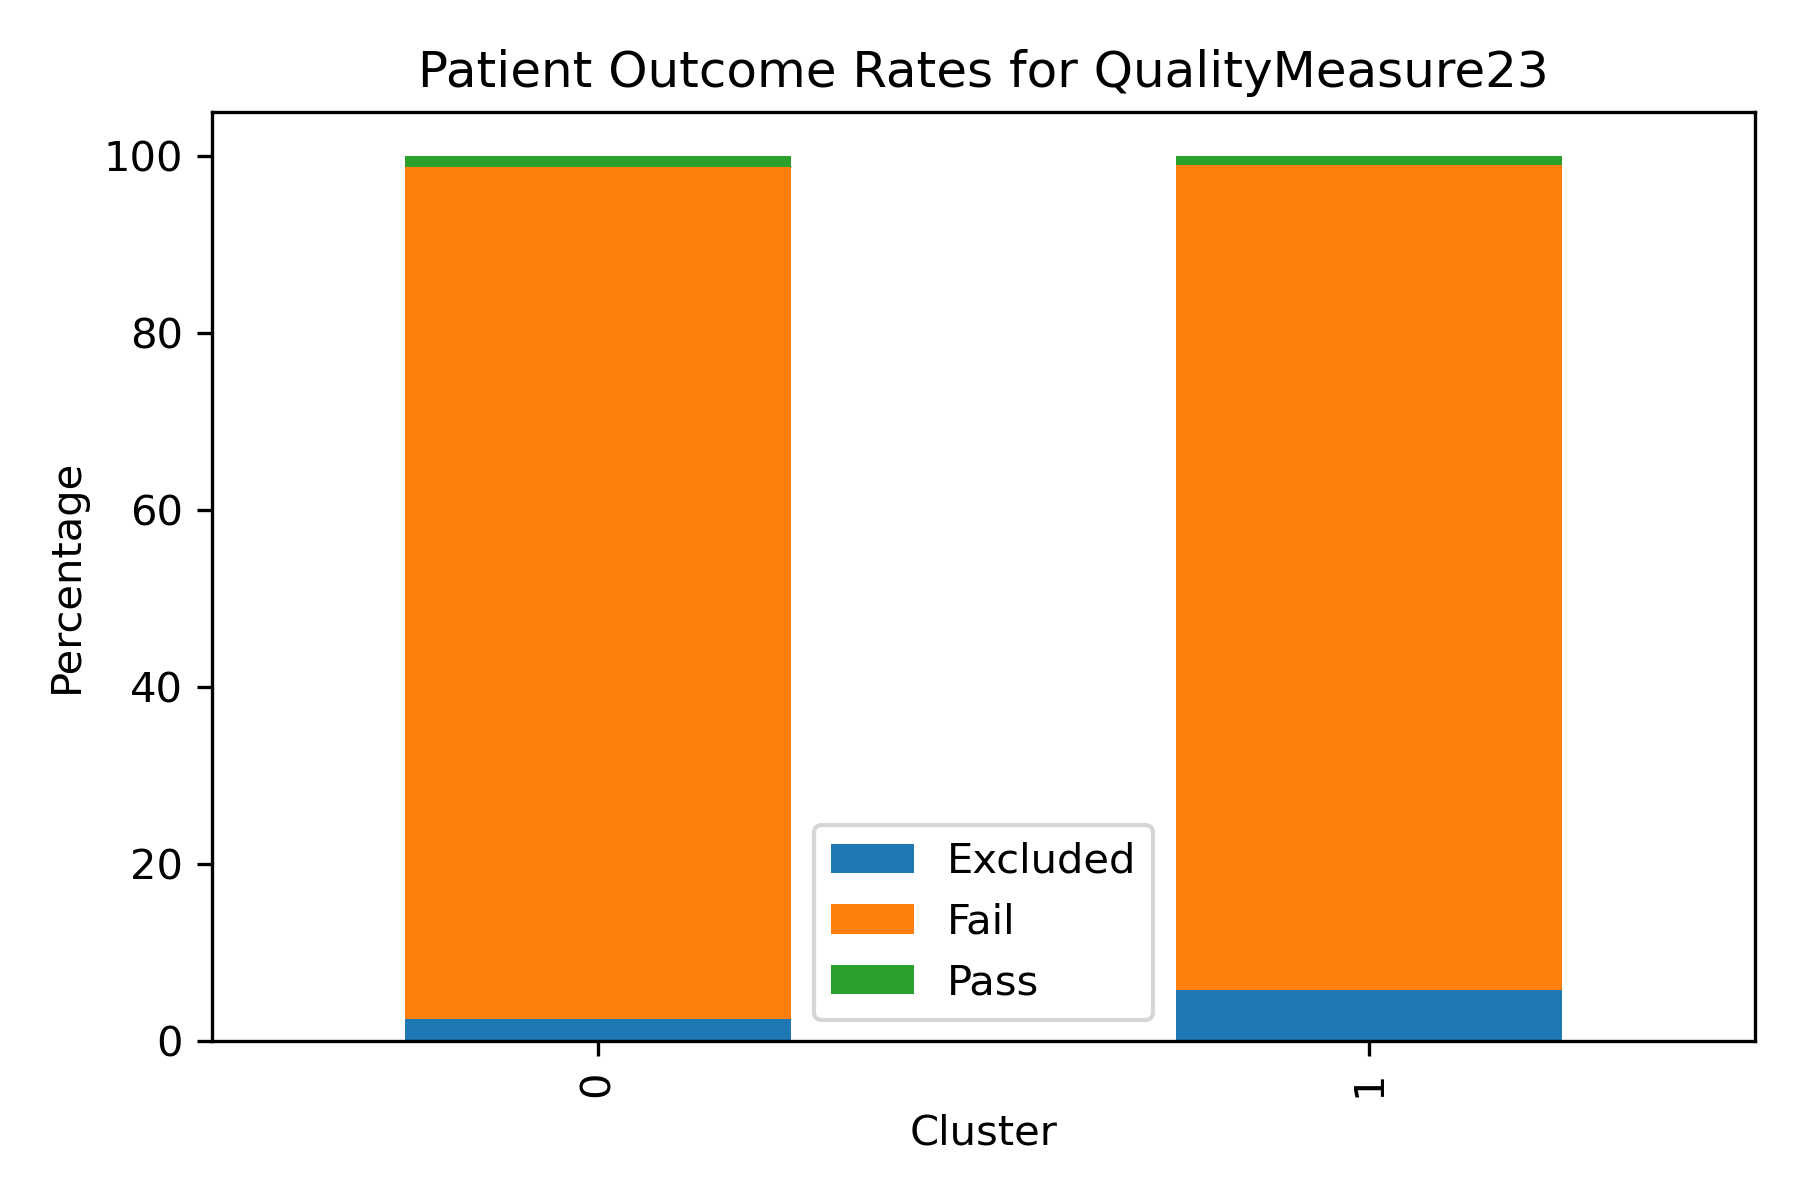 Patient Outcome Rates for QualityMeasure23
100
80
60
40
20
0
Percentage
Excluded
Fail
Pass
0
1
Cluster